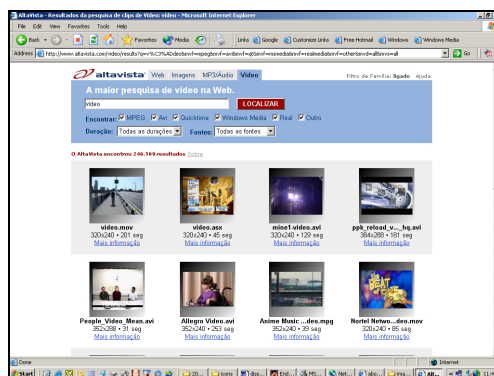 AltaVista - Resultados da pesquisa de clips de Video: video - Microsoft Internet Explorer
File Edit View Favorites Tools Help
Back Search Favorites Media Links Google Customize Links Free Hotmail Windows Windows Media
Address Go
altavista Web Imagens MP3/Áudio Vídeo Filtro da Família: ligado Ajuda
A maior pesquisa de vídeo na Web.
video LOCALIZAR
Encontrar: MPEG Avi Quicktime Windows Media Real Outro
Duração: Todas as durações Fontes: Todas as fontes
O AltaVista encontrou 246.569 resultados Sobre
video.mov video.asx mine1-video.avi ppk_reload_v..._hq.avi
320x240 • 201 seg 320x240 • 45 seg 320x240 • 129 seg 384x288 • 181 seg
Mais informação Mais informação Mais informação Mais informação
BEAT
People_Video_Mean.avi Allegro Video.avi Anime Music ...deo.mpg Nortel Netwo...deo.mov
352x288 • 31 seg 352x240 • 253 seg 352x240 • 39 seg 320x240 • 85 seg
Mais informação Mais informação Mais informação Mais informação
Done Internet
Start